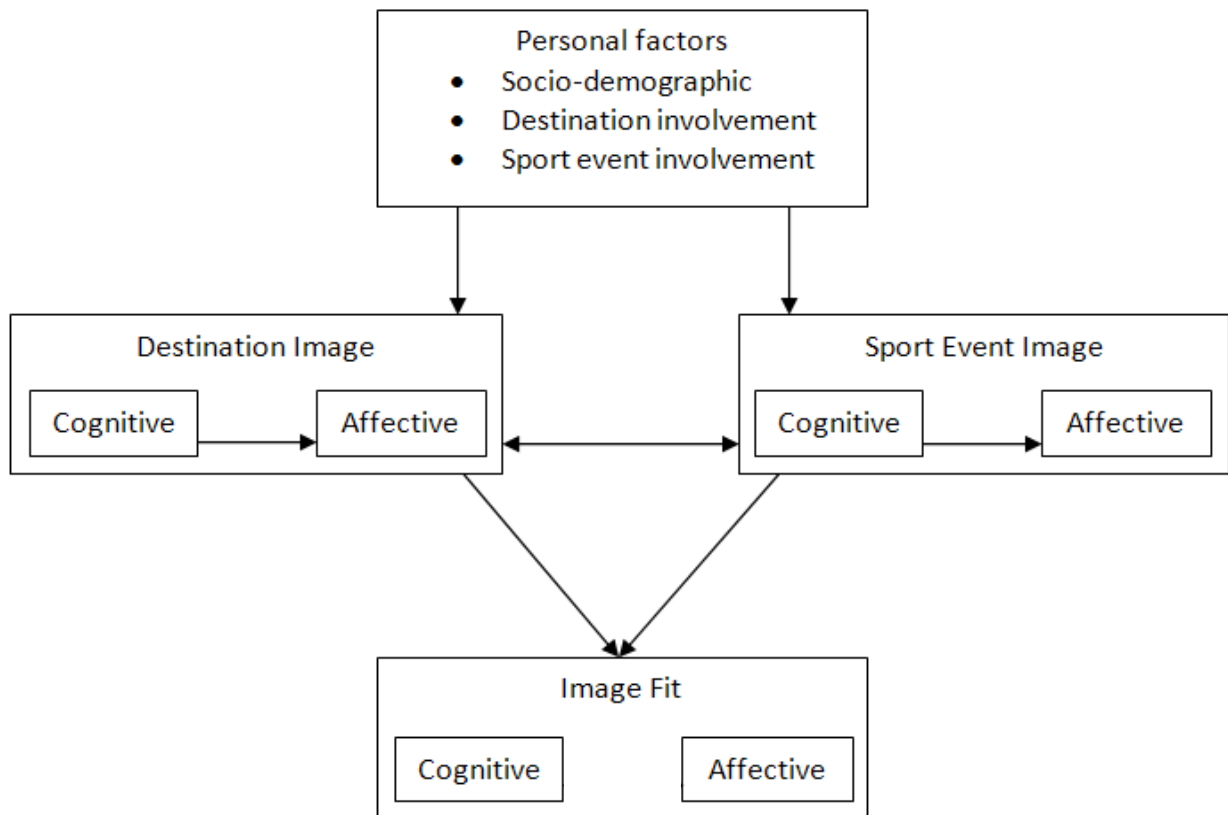 Personal factors
• Socio-demographic
• Destination involvement
• Sport event involvement
Destination Image
Cognitive
Affective
Sport Event Image
Cognitive
Affective
Image Fit
Cognitive
Affective